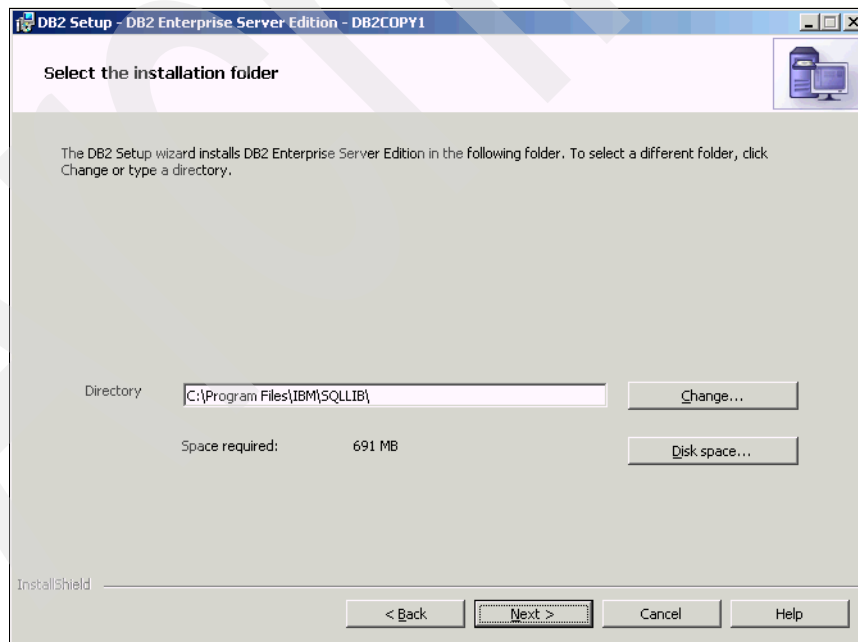 DB2 Setup - DB2 Enterprise Server Edition - DB2COPY1
Select the installation folder
The DB2 Setup wizard installs DB2 Enterprise Server Edition in the following folder. To select a different folder, click
Change or type a directory.
Directory
C:\Program Files\IBM\SQLLIB\
Change...
Space required: 691 MB
Disk space...
InstallShield
< Back
Next >
Cancel
Help